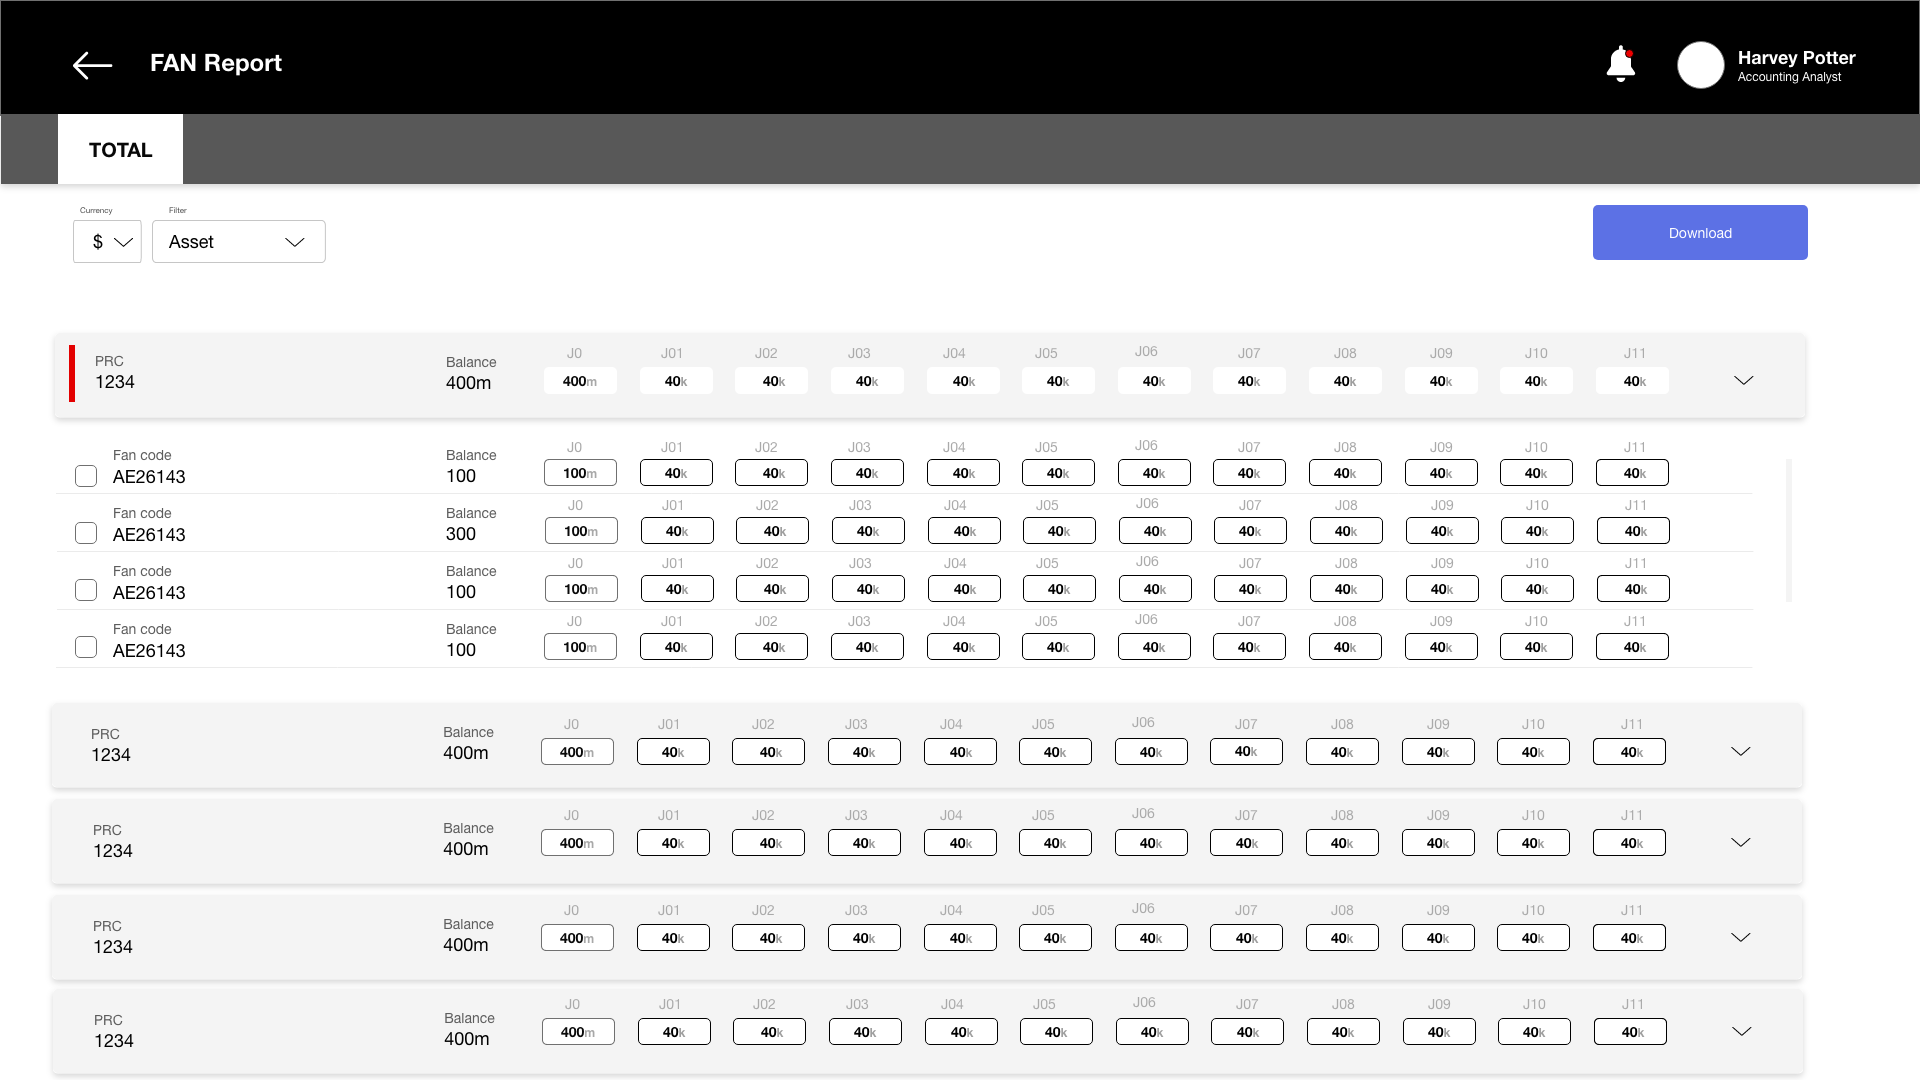 FAN Report
Harvey Potter
Accounting Analyst
TOTAL
Currency Filter
$ Asset
Download
PRC Balance J0 J01 J02 J03 J04 J05 J06 J07 J08 J09 J10 J11
1234 400m 400m 40k 40k 40k 40k 40k 40k 40k 40k 40k 40k 40k
Fan code Balance J0 J01 J02 J03 J04 J05 J06 J07 J08 J09 J10 J11
AE26143 100 100m 40k 40k 40k 40k 40k 40k 40k 40k 40k 40k 40k
Fan code Balance J0 J01 J02 J03 J04 J05 J06 J07 J08 J09 J10 J11
AE26143 300 100m 40k 40k 40k 40k 40k 40k 40k 40k 40k 40k 40k
Fan code Balance J0 J01 J02 J03 J04 J05 J06 J07 J08 J09 J10 J11
AE26143 100 100m 40k 40k 40k 40k 40k 40k 40k 40k 40k 40k 40k
Fan code Balance J0 J01 J02 J03 J04 J05 J06 J07 J08 J09 J10 J11
AE26143 100 100m 40k 40k 40k 40k 40k 40k 40k 40k 40k 40k 40k
PRC Balance J0 J01 J02 J03 J04 J05 J06 J07 J08 J09 J10 J11
1234 400m 400m 40k 40k 40k 40k 40k 40k 40k 40k 40k 40k 40k
PRC Balance J0 J01 J02 J03 J04 J05 J06 J07 J08 J09 J10 J11
1234 400m 400m 40k 40k 40k 40k 40k 40k 40k 40k 40k 40k 40k
PRC Balance J0 J01 J02 J03 J04 J05 J06 J07 J08 J09 J10 J11
1234 400m 400m 40k 40k 40k 40k 40k 40k 40k 40k 40k 40k 40k
PRC Balance J0 J01 J02 J03 J04 J05 J06 J07 J08 J09 J10 J11
1234 400m 400m 40k 40k 40k 40k 40k 40k 40k 40k 40k 40k 40k